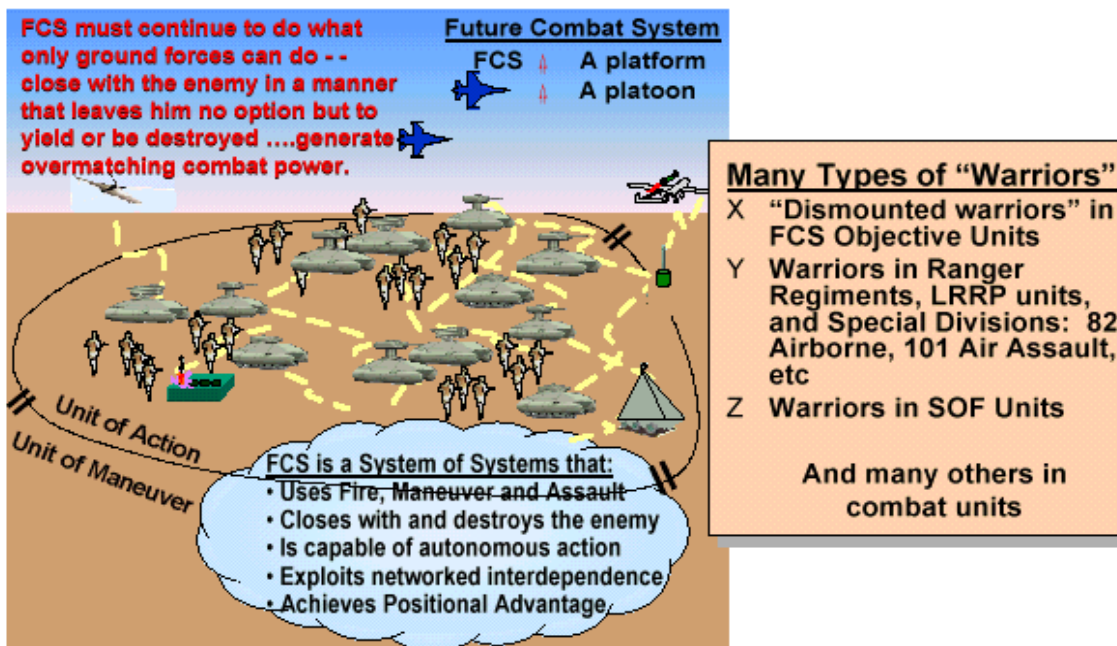 FCS must continue to do what
only ground forces can do - -
close with the enemy in a manner
that leaves him no option but to
yield or be destroyed ....generate
overmatching combat power.
Future Combat System
FCS ≠ A platform
≠ A platoon
Many Types of “Warriors”
X “Dismounted warriors” in
FCS Objective Units
Y Warriors in Ranger
Regiments, LRRP units,
and Special Divisions: 82
Airborne, 101 Air Assault,
etc
Z Warriors in SOF Units
And many others in
combat units
Unit of Action
Unit of Maneuver
FCS is a System of Systems that:
• Uses Fire, Maneuver and Assault
• Closes with and destroys the enemy
• Is capable of autonomous action
• Exploits networked interdependence
• Achieves Positional Advantage